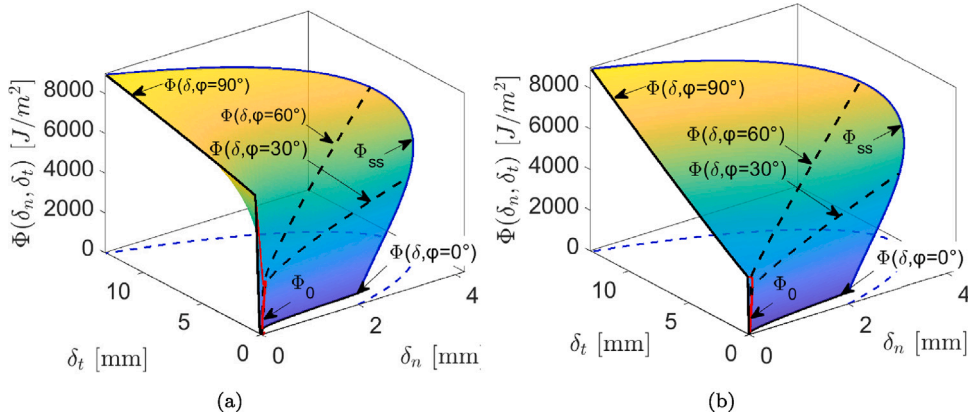 8000
6000
4000
2000
0
Φ(δn, δt) [J/m²]
Φ(δ,φ=90°)
Φ(δ,φ=60°)
Φ(δ,φ=30°)
Φss
Φ(δ,φ=0°)
Φ0
10
5
0
0
2
4
δt [mm]
δn [mm]
(a)
8000
6000
4000
2000
0
Φ(δn, δt) [J/m²]
Φ(δ,φ=90°)
Φ(δ,φ=60°)
Φ(δ,φ=30°)
Φss
Φ(δ,φ=0°)
Φ0
10
5
0
0
2
4
δt [mm]
δn [mm]
(b)